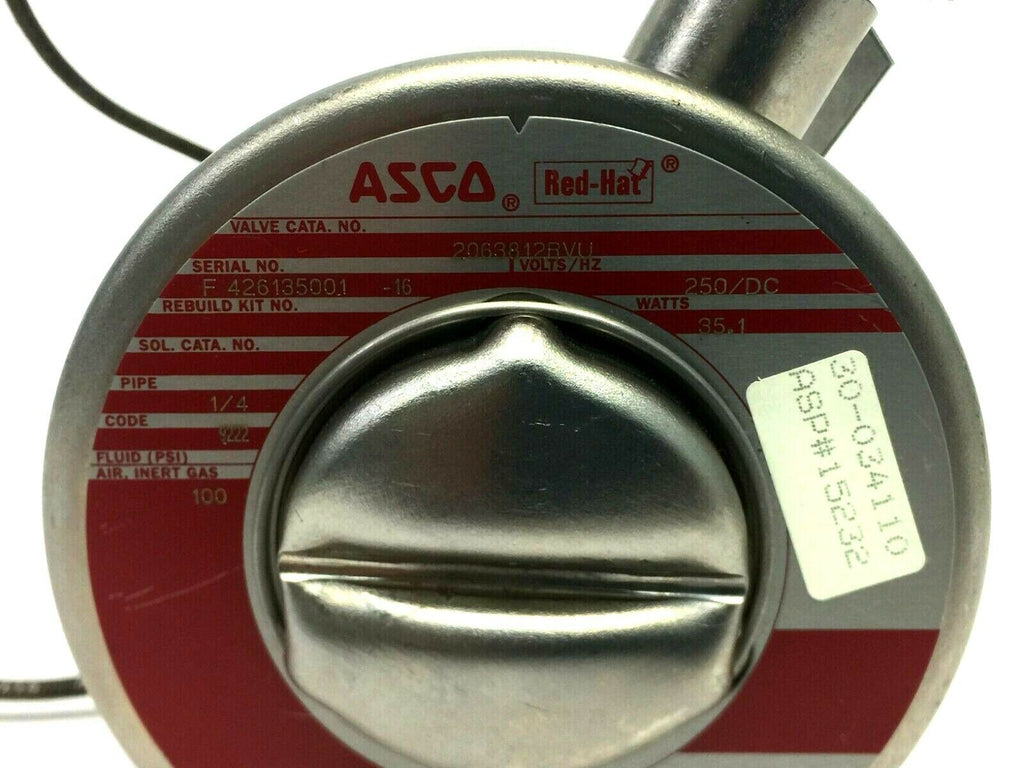 ASCO ® Red-Hat ®
VALVE CATA. NO.
2063812RVU
SERIAL NO. VOLTS/HZ
F 426135001 -16 250/DC
REBUILD KIT NO. WATTS
35.1
SOL. CATA. NO.
PIPE
1/4
CODE
9222
FLUID (PSI)
AIR. INERT GAS
100
30-034110
ASP#15232